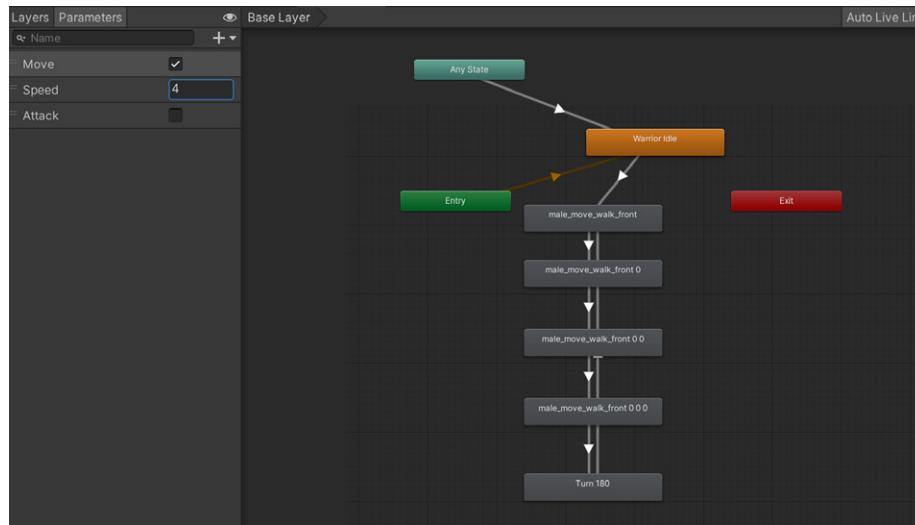 Layers Parameters
Base Layer
Auto Live Lin
Name
Move
Speed 4
Attack
Any State
Warrior Idle
Entry
Exit
male_move_walk_front
male_move_walk_front 0
male_move_walk_front 0 0
male_move_walk_front 0 0 0
Turn 180